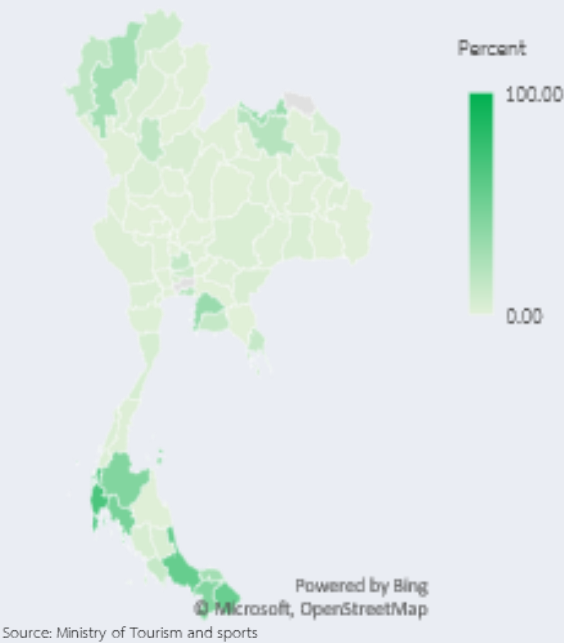 Percent
100.00
0.00
Powered by Bing
© Microsoft, OpenStreetMap
Source: Ministry of Tourism and sports